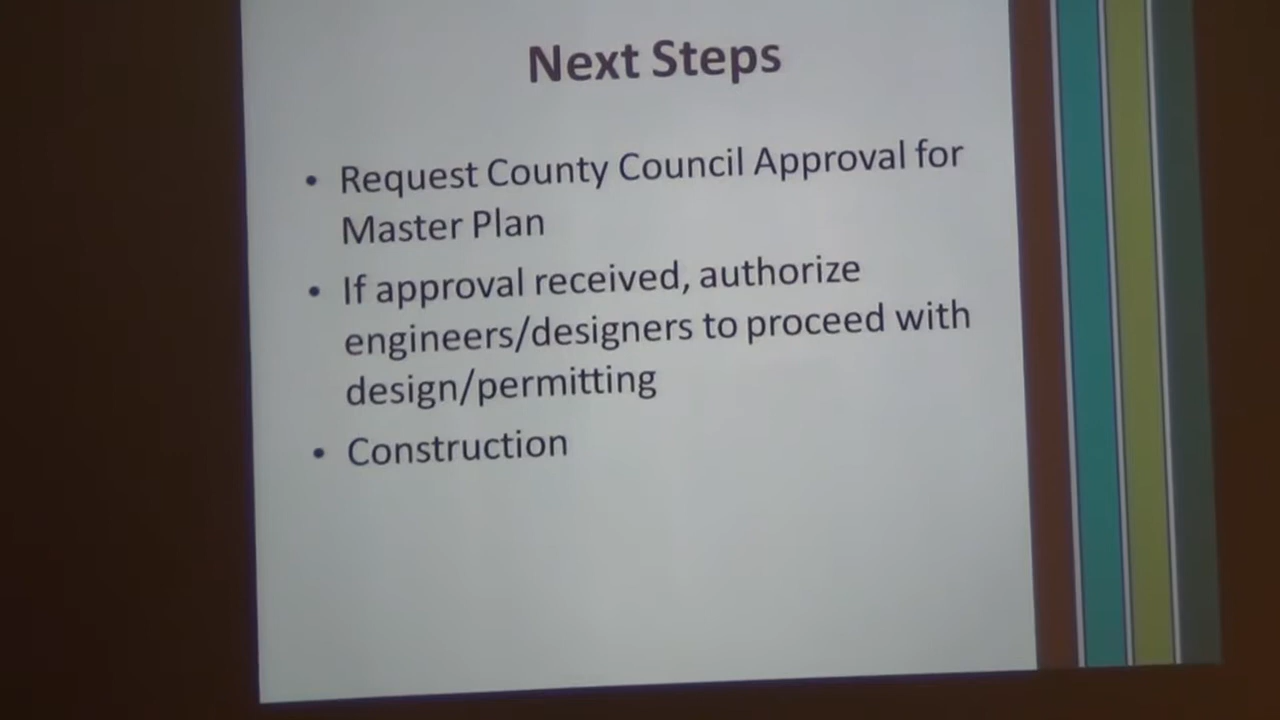 Next Steps
• Request County Council Approval for
Master Plan
• If approval received, authorize
engineers/designers to proceed with
design/permitting
• Construction